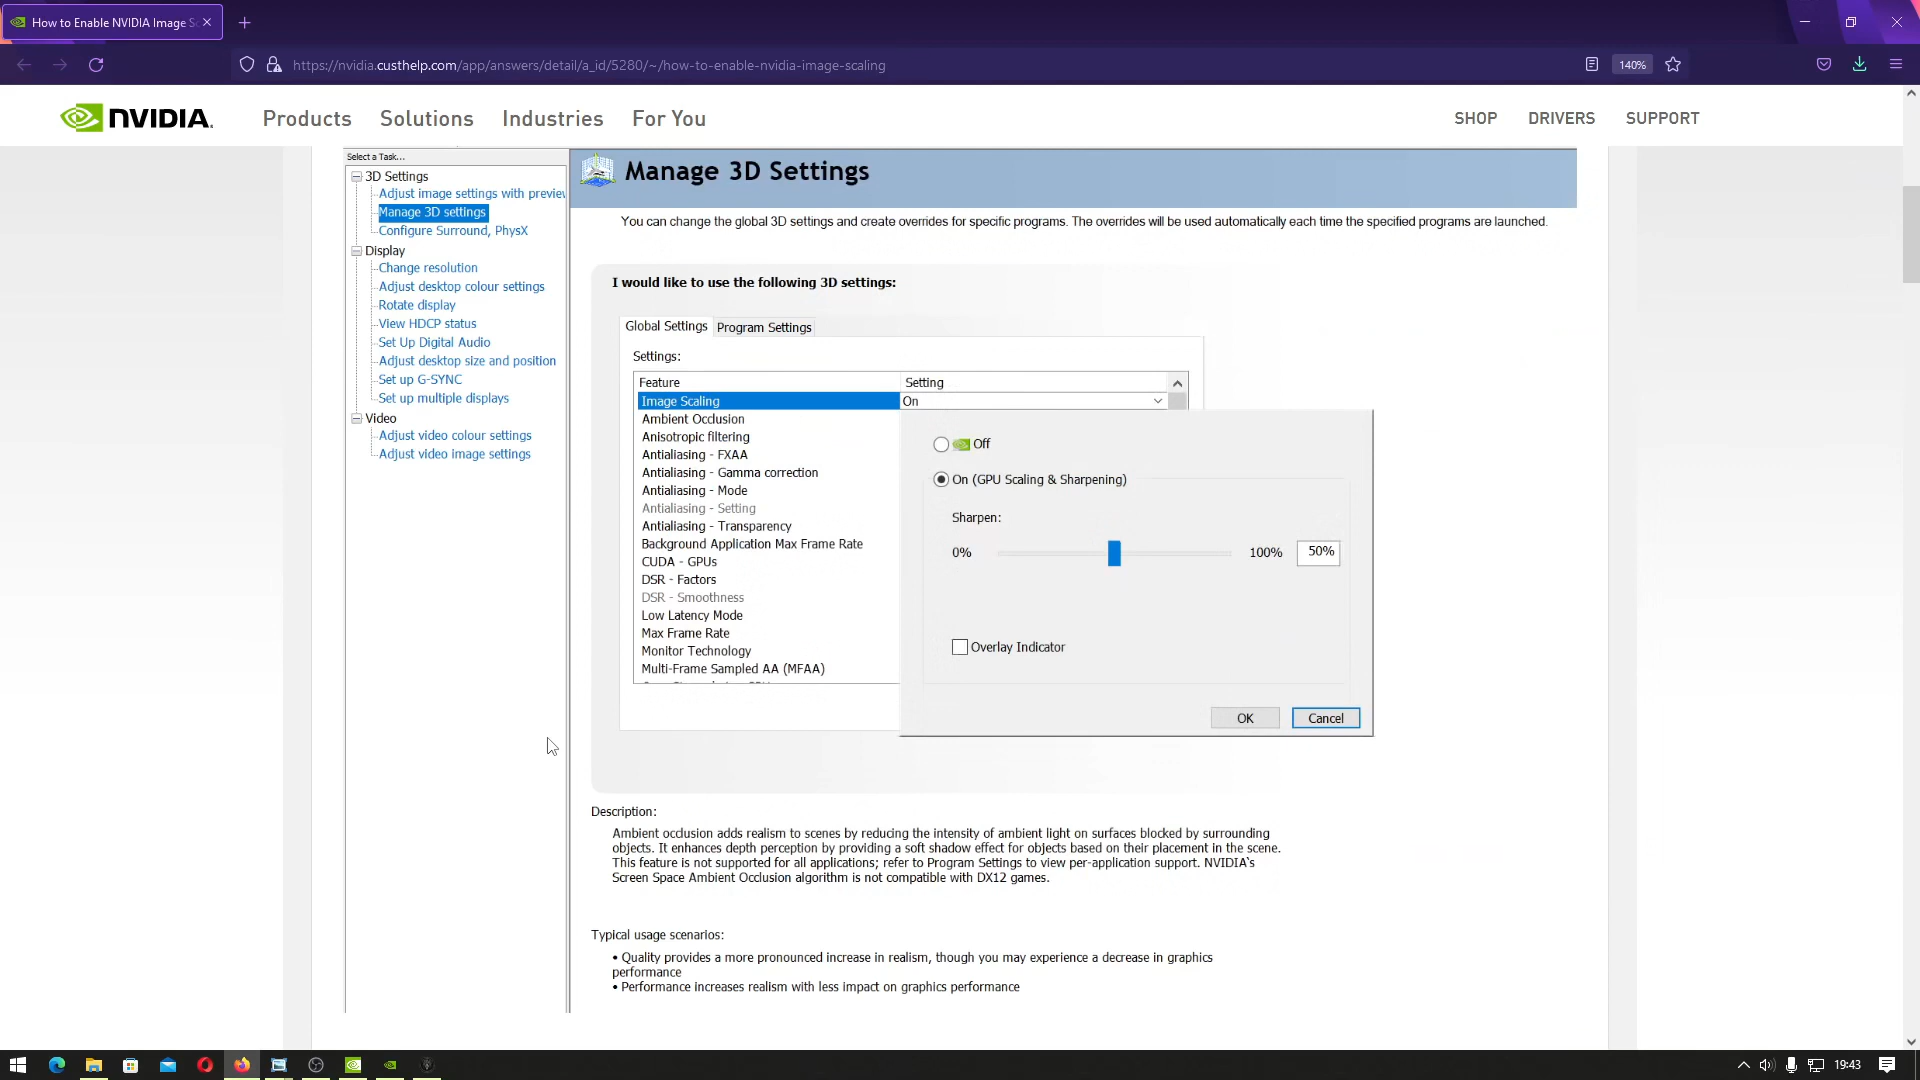 How to Enable NVIDIA Image Sc
https://nvidia.custhelp.com/app/answers/detail/a_id/5280/~/how-to-enable-nvidia-image-scaling
140%
NVIDIA.
Products
Solutions
Industries
For You
SHOP
DRIVERS
SUPPORT
Select a Task...
3D Settings
Adjust image settings with preview
Manage 3D settings
Configure Surround, PhysX
Display
Change resolution
Adjust desktop colour settings
Rotate display
View HDCP status
Set Up Digital Audio
Adjust desktop size and position
Set up G-SYNC
Set up multiple displays
Video
Adjust video colour settings
Adjust video image settings
Manage 3D Settings
You can change the global 3D settings and create overrides for specific programs. The overrides will be used automatically each time the specified programs are launched.
I would like to use the following 3D settings:
Global Settings
Program Settings
Settings:
Feature
Setting
Image Scaling
On
Ambient Occlusion
Anisotropic filtering
Antialiasing - FXAA
Antialiasing - Gamma correction
Antialiasing - Mode
Antialiasing - Setting
Antialiasing - Transparency
Background Application Max Frame Rate
CUDA - GPUs
DSR - Factors
DSR - Smoothness
Low Latency Mode
Max Frame Rate
Monitor Technology
Multi-Frame Sampled AA (MFAA)
Off
On (GPU Scaling & Sharpening)
Sharpen:
0%
100%
50%
Overlay Indicator
OK
Cancel
Description:
Ambient occlusion adds realism to scenes by reducing the intensity of ambient light on surfaces blocked by surrounding
objects. It enhances depth perception by providing a soft shadow effect for objects based on their placement in the scene.
This feature is not supported for all applications; refer to Program Settings to view per-application support. NVIDIA`s
Screen Space Ambient Occlusion algorithm is not compatible with DX12 games.
Typical usage scenarios:
• Quality provides a more pronounced increase in realism, though you may experience a decrease in graphics
performance
• Performance increases realism with less impact on graphics performance
19:43